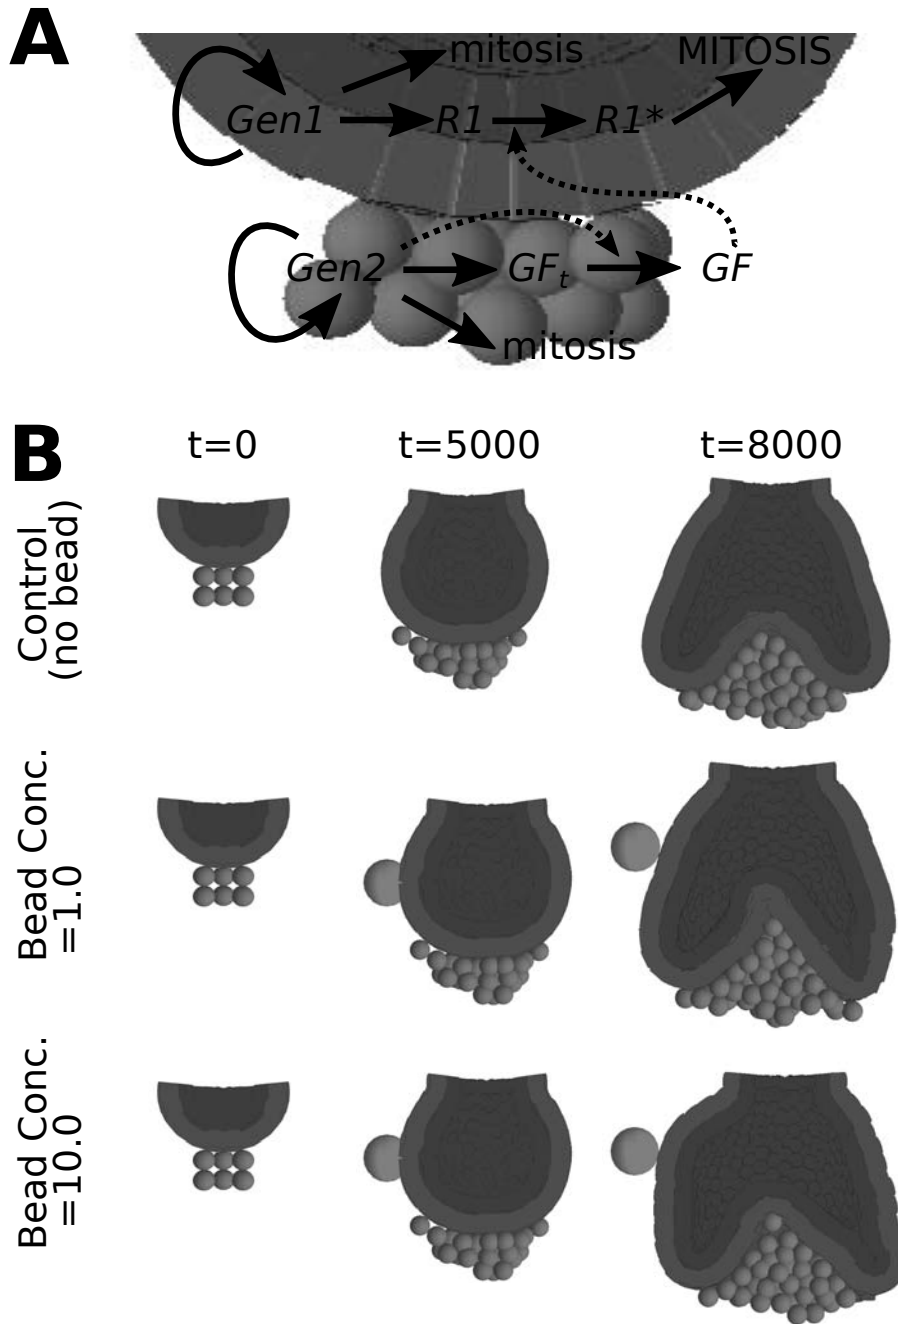 A
mitosis MITOSIS
Gen1 R1 R1*
Gen2 GFt GF
mitosis
B
t=0 t=5000 t=8000
Control
(no bead)
Bead Conc.
=1.0
Bead Conc.
=10.0